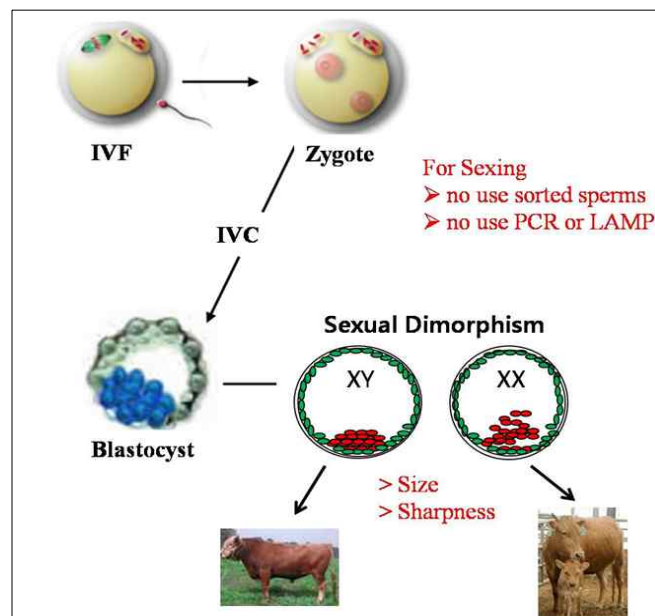 IVF
Zygote
For Sexing
➢ no use sorted sperms
➢ no use PCR or LAMP
IVC
Sexual Dimorphism
XY
XX
Blastocyst
> Size
> Sharpness